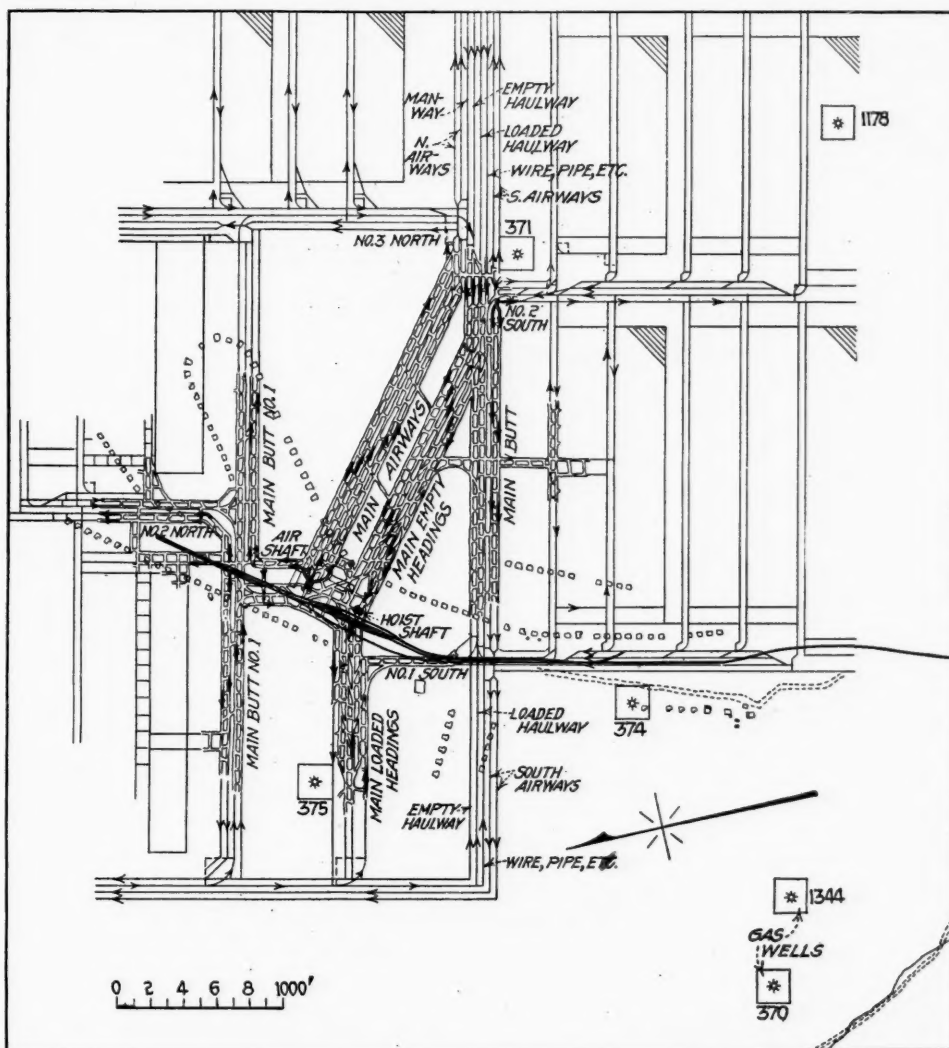 MAN-
WAY
EMPTY
HAULWAY
LOADED
HAULWAY
N.
AIR-
WAYS
WIRE, PIPE, ETC.
S. AIRWAYS
1178
371
NO. 3 NORTH
NO. 2
SOUTH
MAIN BUTT NO. 1
MAIN AIRWAYS
MAIN EMPTY
HEADINGS
MAIN BUTT
NO. 2 NORTH
AIR
SHAFT
HOIST
SHAFT
NO. 1 SOUTH
MAIN BUTT NO. 1
MAIN LOADED
HEADINGS
LOADED
HAULWAY
374
SOUTH
AIRWAYS
375
EMPTY
HAULWAY
WIRE, PIPE, ETC.
1344
GAS
WELLS
370
0 2 4 6 8 1000'